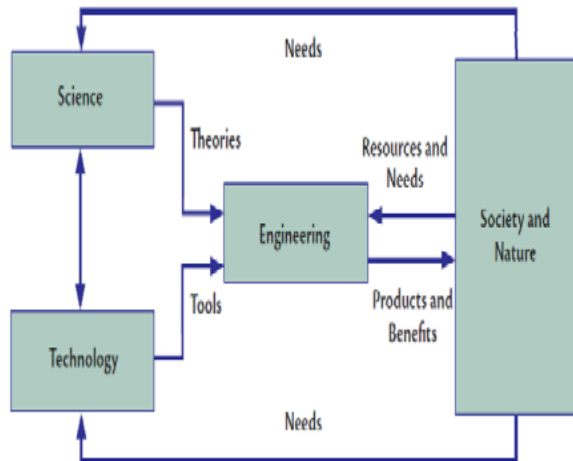 Needs
Science
Theories
Resources and
Needs
Engineering
Society and
Nature
Tools
Products and
Benefits
Technology
Needs